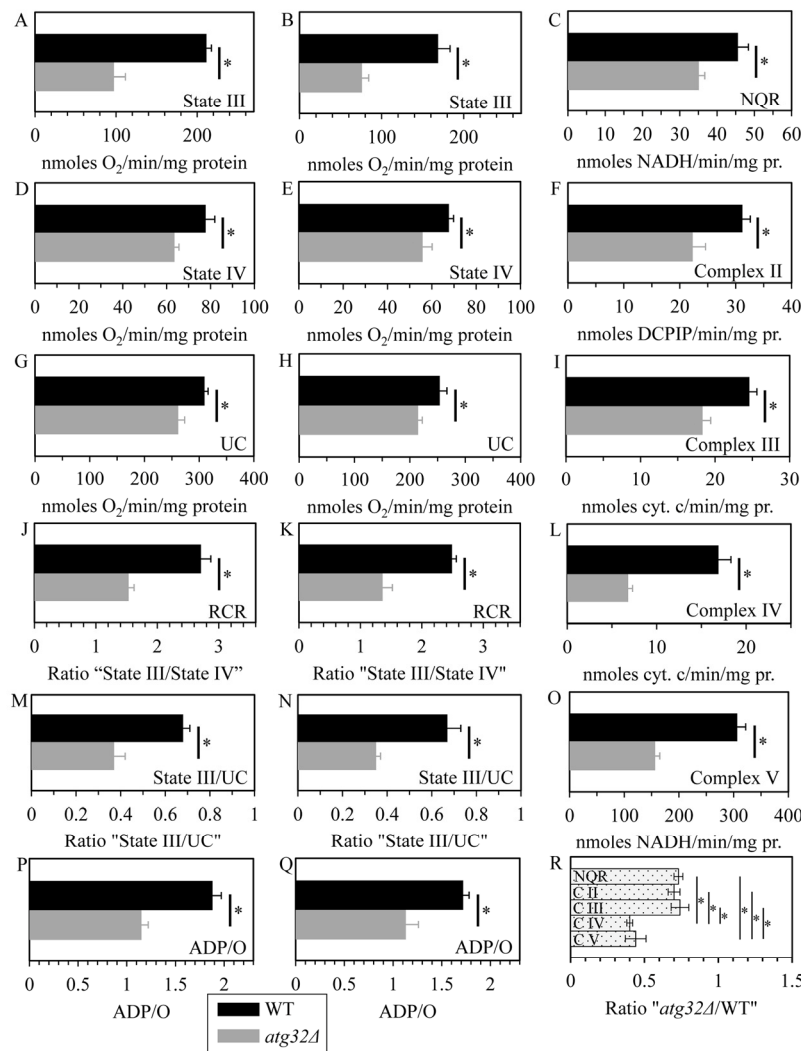 A
State III
0 100 200
nmoles O2/min/mg protein
B
State III
0 100 200
nmoles O2/min/mg protein
C
NQR
0 10 20 30 40 50 60
nmoles NADH/min/mg pr.
D
State IV
0 20 40 60 80 100
nmoles O2/min/mg protein
E
State IV
0 20 40 60 80 100
nmoles O2/min/mg protein
F
Complex II
0 10 20 30 40
nmoles DCPIP/min/mg pr.
G
UC
0 100 200 300 400
nmoles O2/min/mg protein
H
UC
0 100 200 300 400
nmoles O2/min/mg protein
I
Complex III
0 10 20 30
nmoles cyt. c/min/mg pr.
J
RCR
0 1 2 3
Ratio “State III/State IV”
K
RCR
0 1 2 3
Ratio "State III/State IV"
L
Complex IV
0 10 20
nmoles cyt. c/min/mg pr.
M
State III/UC
0 0.2 0.4 0.6 0.8 1
Ratio "State III/UC"
N
State III/UC
0 0.2 0.4 0.6 0.8 1
Ratio "State III/UC"
O
Complex V
0 100 200 300 400
nmoles NADH/min/mg pr.
P
ADP/O
0 0.5 1 1.5 2
ADP/O
Q
ADP/O
0 0.5 1 1.5 2
ADP/O
R
NQR
C II
C III
C IV
C V
0 0.5 1 1.5
Ratio "atg32Δ/WT"
WT
atg32Δ
* * *
* * *
* * *
* * *
* * *
* *
* * * * * *